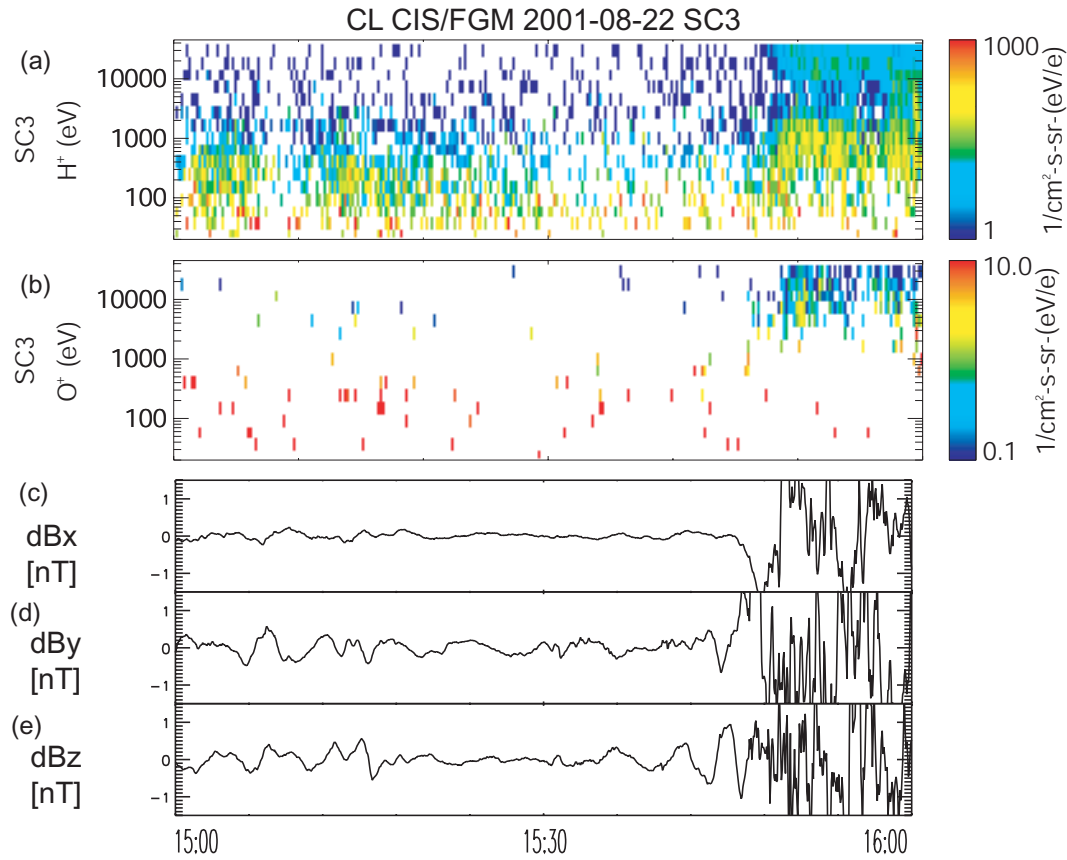 CL CIS/FGM 2001-08-22 SC3
(a)
SC3
H⁺ (eV)
10000
1000
100
1000
1
1/cm²-s-sr-(eV/e)
(b)
SC3
O⁺ (eV)
10000
1000
100
10.0
0.1
1/cm²-s-sr-(eV/e)
(c)
dBx
[nT]
1
0
-1
(d)
dBy
[nT]
1
0
-1
(e)
dBz
[nT]
1
0
-1
15:00
15:30
16:00